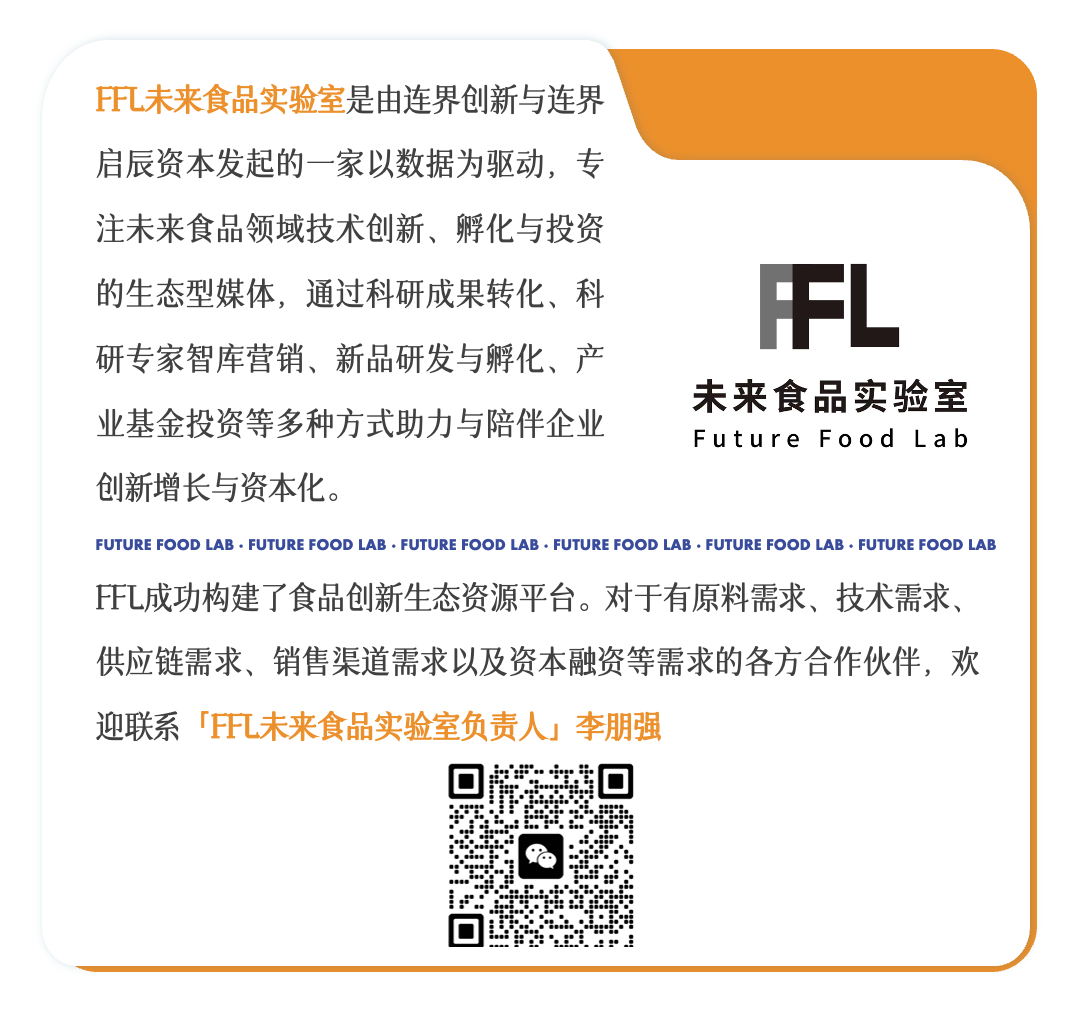 FFL未来食品实验室是由连界创新与连界
启辰资本发起的一家以数据为驱动，专
注未来食品领域技术创新、孵化与投资
的生态型媒体，通过科研成果转化、科
研专家智库营销、新品研发与孵化、产
业基金投资等多种方式助力与陪伴企业
创新增长与资本化。
FFL
未来食品实验室
Future Food Lab
FUTURE FOOD LAB · FUTURE FOOD LAB · FUTURE FOOD LAB · FUTURE FOOD LAB · FUTURE FOOD LAB · FUTURE FOOD LAB
FFL成功构建了食品创新生态资源平台。对于有原料需求、技术需求、
供应链需求、销售渠道需求以及资本融资等需求的各方合作伙伴，欢
迎联系「FFL未来食品实验室负责人」李朋强